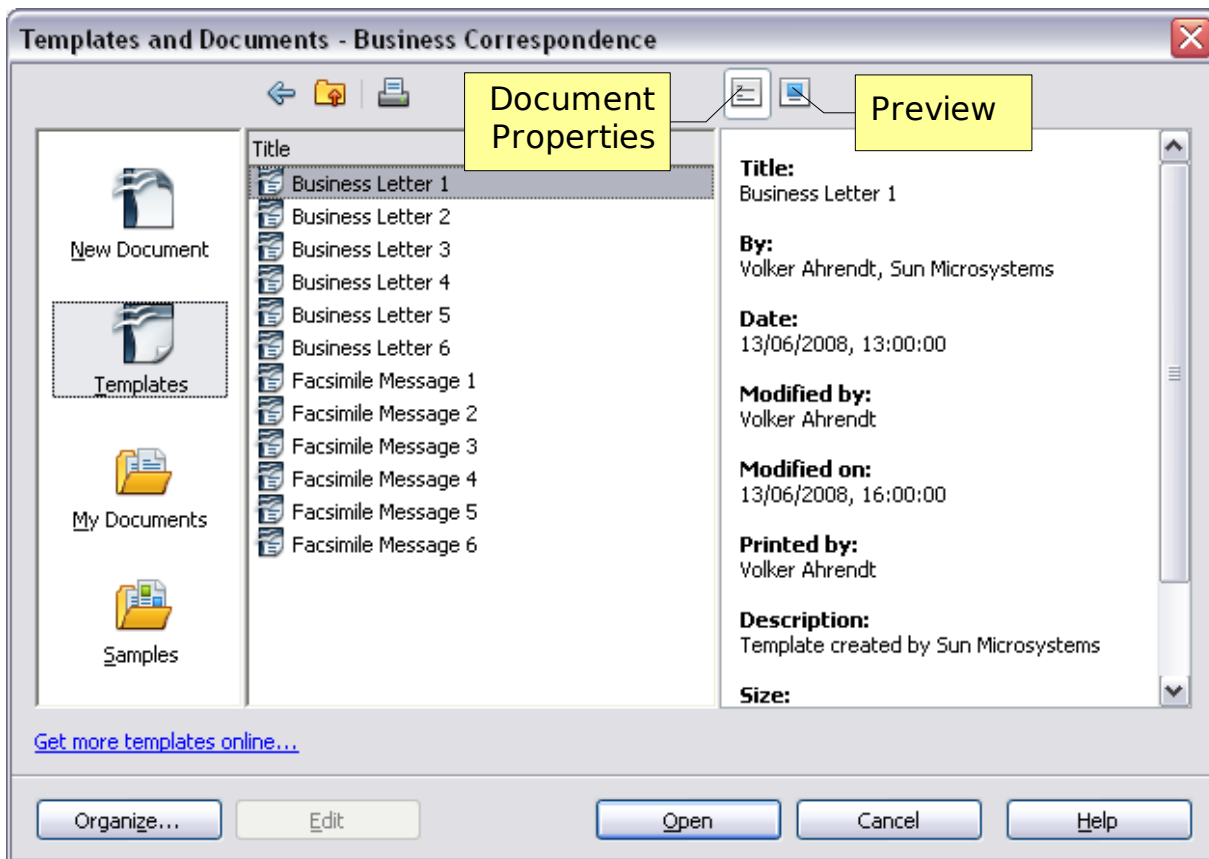 Templates and Documents - Business Correspondence
Document
Properties
Preview
New Document
Templates
My Documents
Samples
Title
Business Letter 1
Business Letter 2
Business Letter 3
Business Letter 4
Business Letter 5
Business Letter 6
Facsimile Message 1
Facsimile Message 2
Facsimile Message 3
Facsimile Message 4
Facsimile Message 5
Facsimile Message 6
Title:
Business Letter 1
By:
Volker Ahrendt, Sun Microsystems
Date:
13/06/2008, 13:00:00
Modified by:
Volker Ahrendt
Modified on:
13/06/2008, 16:00:00
Printed by:
Volker Ahrendt
Description:
Template created by Sun Microsystems
Size:
Get more templates online...
Organize...
Edit
Open
Cancel
Help